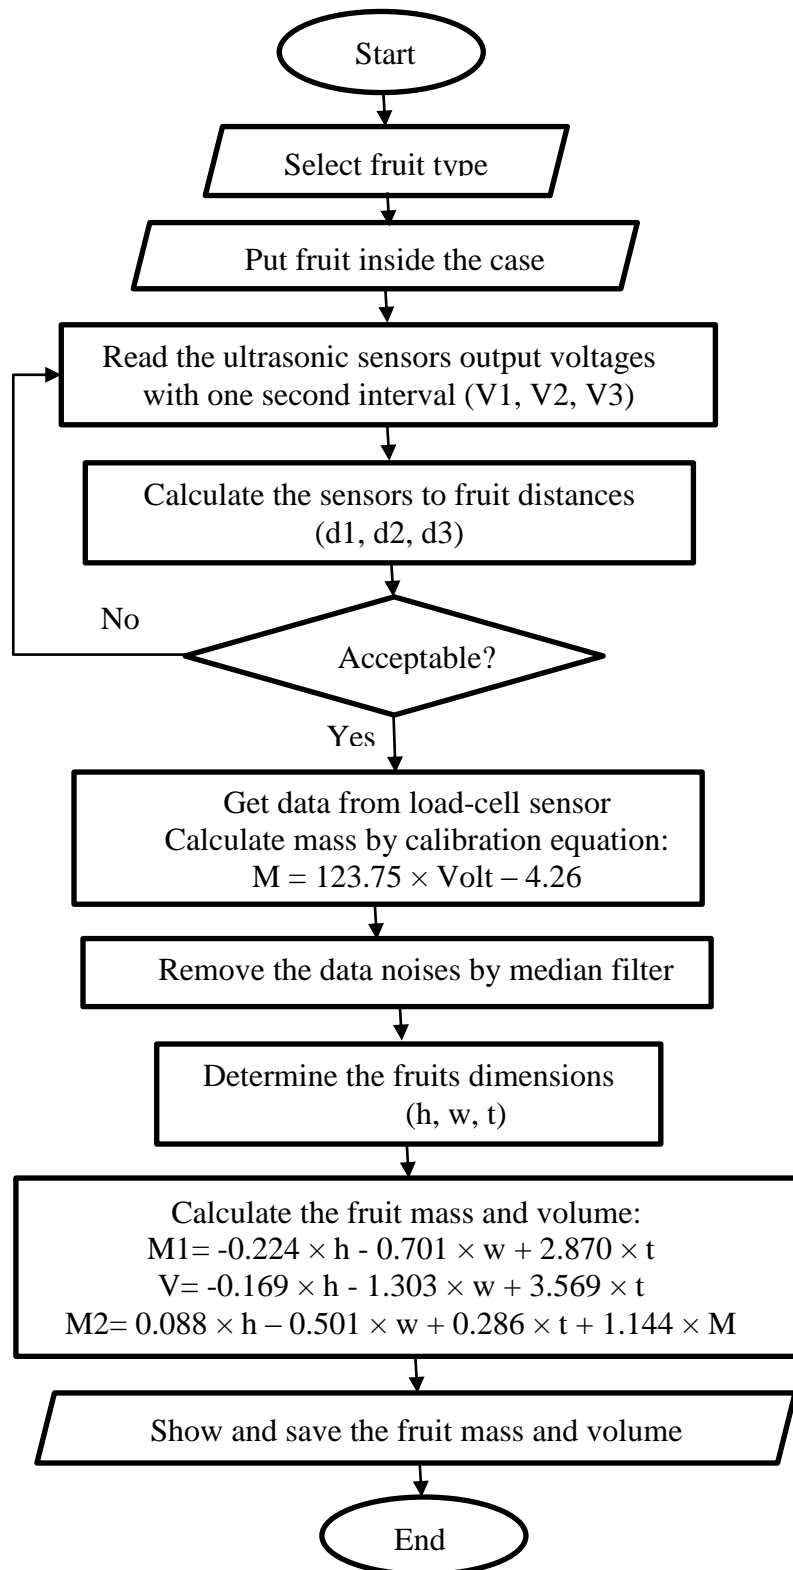 Start
Select fruit type
Put fruit inside the case
Read the ultrasonic sensors output voltages
with one second interval (V1, V2, V3)
Calculate the sensors to fruit distances
(d1, d2, d3)
No
Acceptable?
Yes
Get data from load-cell sensor
Calculate mass by calibration equation:
M = 123.75 × Volt – 4.26
Remove the data noises by median filter
Determine the fruits dimensions
(h, w, t)
Calculate the fruit mass and volume:
M1= -0.224 × h - 0.701 × w + 2.870 × t
V= -0.169 × h - 1.303 × w + 3.569 × t
M2= 0.088 × h – 0.501 × w + 0.286 × t + 1.144 × M
Show and save the fruit mass and volume
End